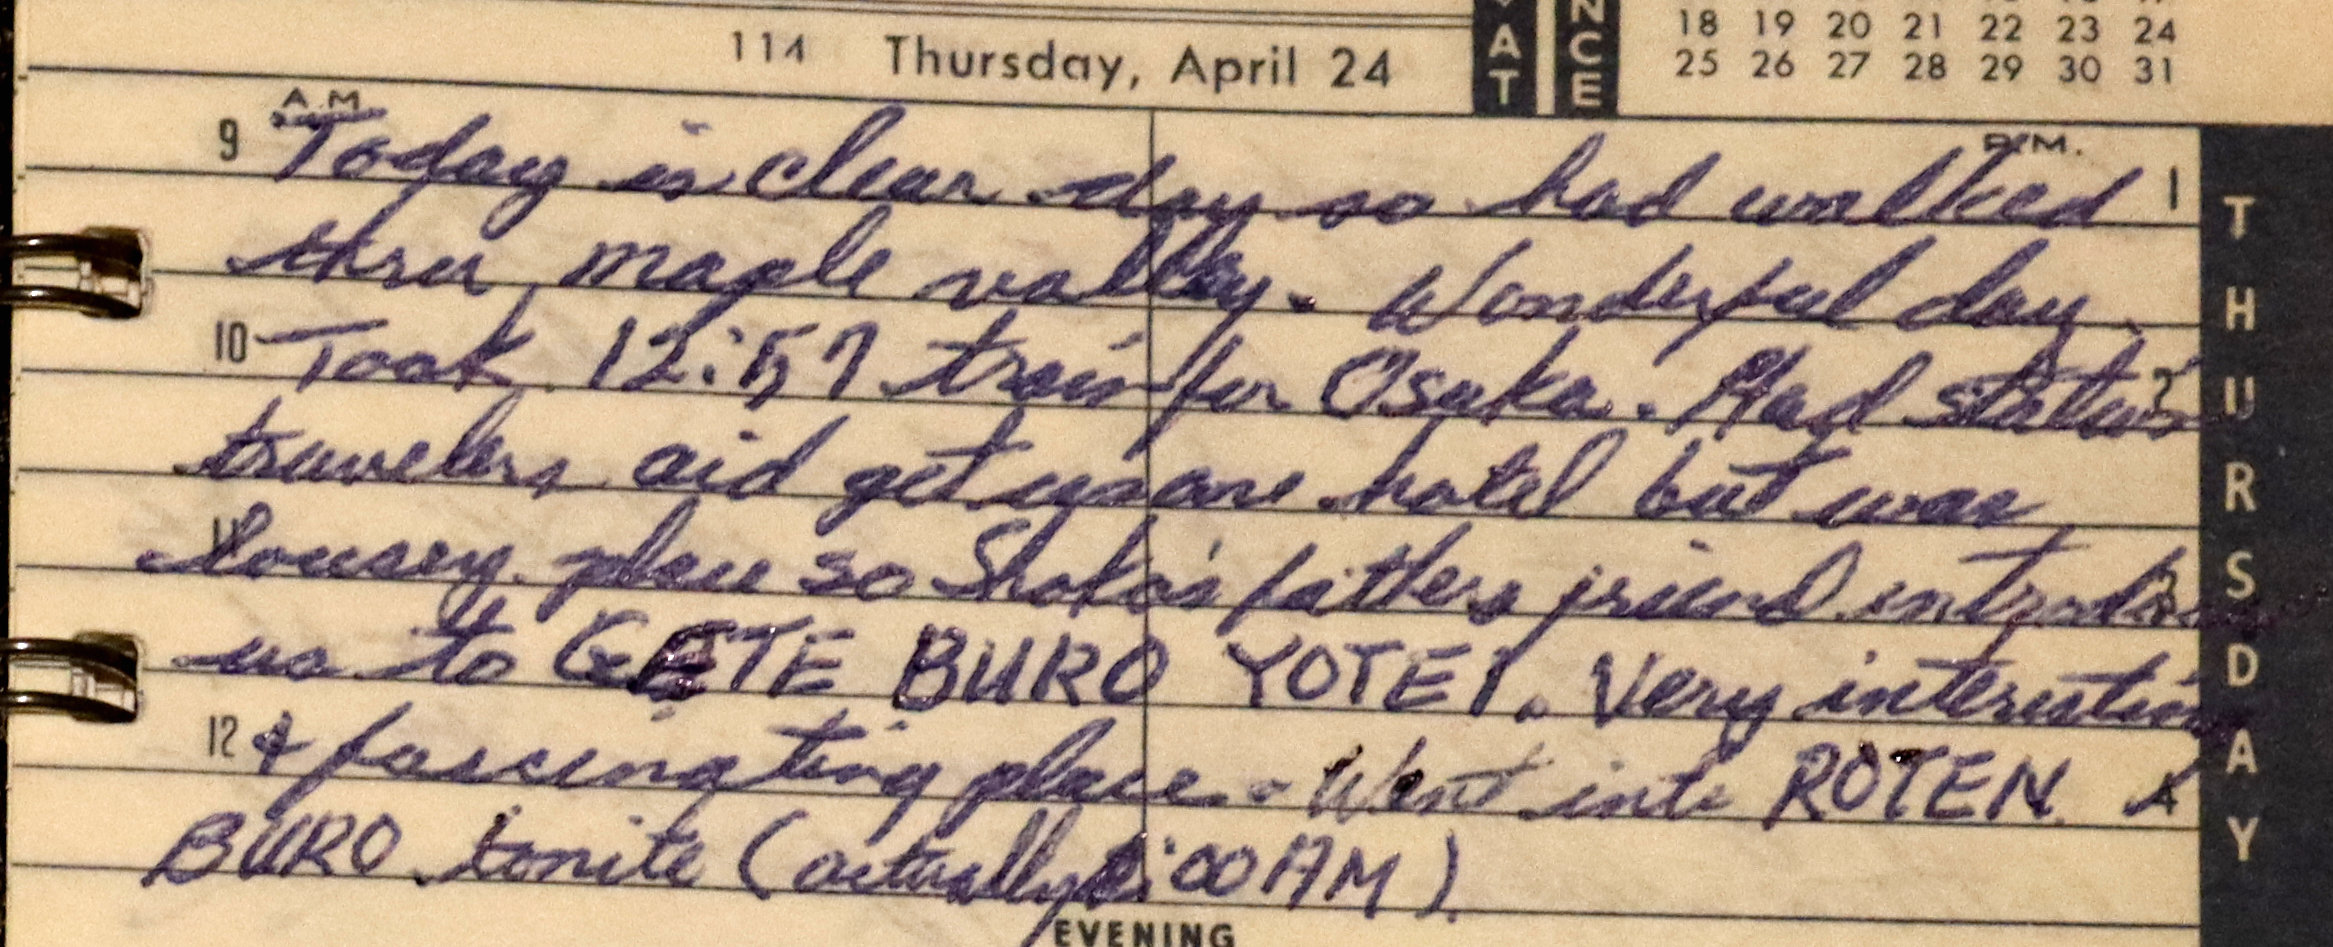 18 19 20 21 22 23 24
25 26 27 28 29 30 31
AT
NCE
114 Thursday, April 24
A.M.
P.M.
9 Today is clear day so had walked 1
thru maple valley. Wonderful day.
10 Took 12:57 train for Osaka. Had station 2
travelers aid get us one hotel but was
11 lousey place so Shoko's fathers friend 3
us to GETE BURO YOTEI. Very interesting
12 & fascinating place. Went into ROTEN 4
BURO tonite (actually :00 AM).
EVENING
THURSDAY